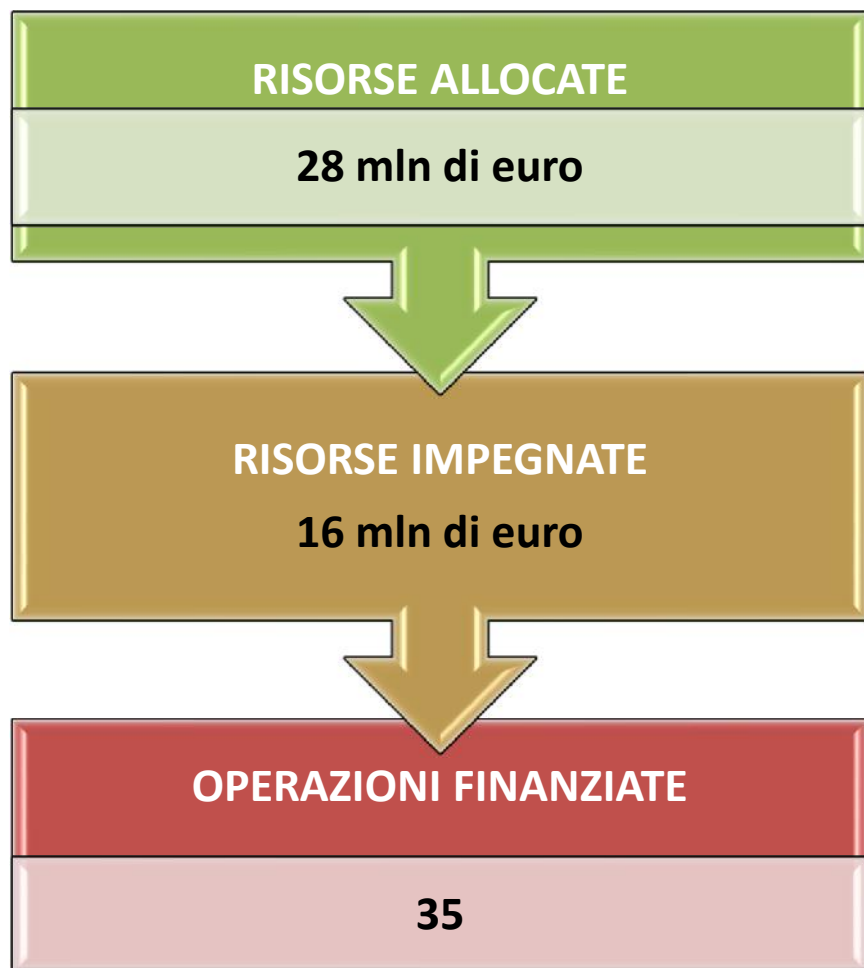 RISORSE ALLOCATE
28 mln di euro
RISORSE IMPEGNATE
16 mln di euro
OPERAZIONI FINANZIATE
35